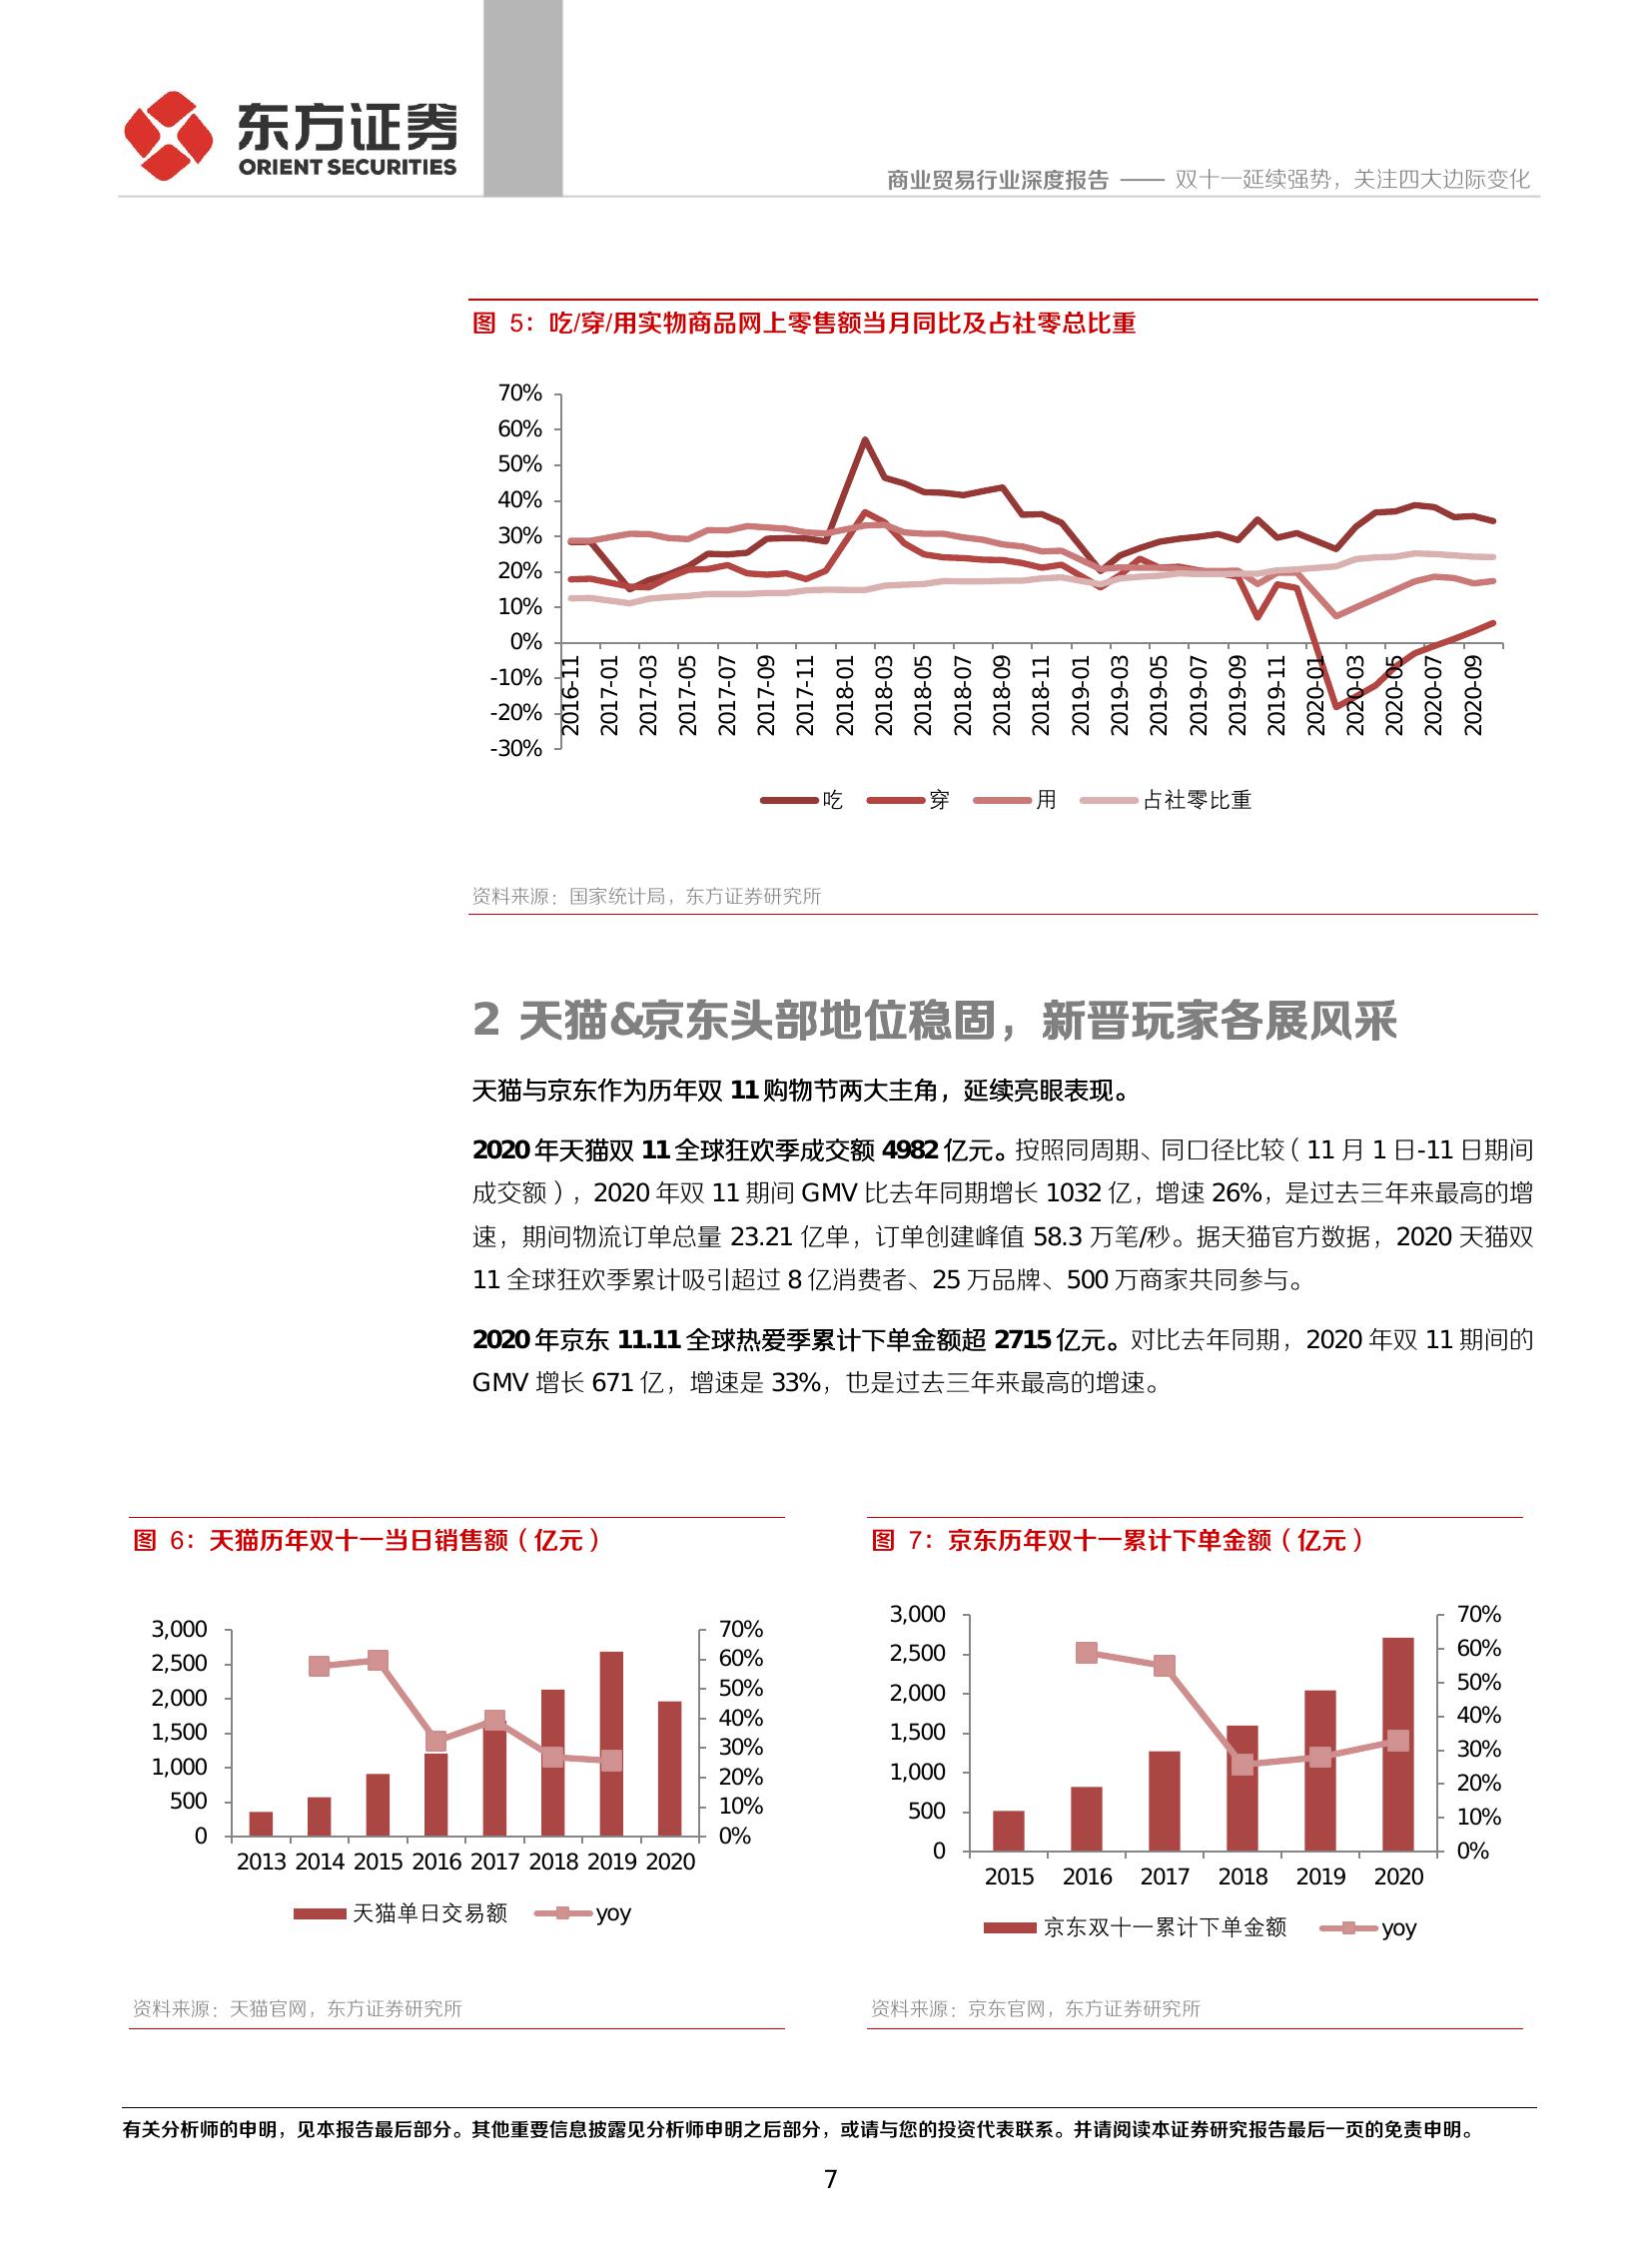 东方证券
ORIENT SECURITIES
商业贸易行业深度报告 —— 双十一延续强势，关注四大边际变化
图 5：吃/穿/用实物商品网上零售额当月同比及占社零总比重
70%
60%
50%
40%
30%
20%
10%
0%
-10%
-20%
-30%
2016-11 2017-01 2017-03 2017-05 2017-07 2017-09 2017-11 2018-01 2018-03 2018-05 2018-07 2018-09 2018-11 2019-01 2019-03 2019-05 2019-07 2019-09 2019-11 2020-01 2020-03 2020-05 2020-07 2020-09
吃 穿 用 占社零比重
资料来源：国家统计局，东方证券研究所
2 天猫&京东头部地位稳固，新晋玩家各展风采
天猫与京东作为历年双 11 购物节两大主角，延续亮眼表现。
2020 年天猫双 11 全球狂欢季成交额 4982 亿元。按照同周期、同口径比较（11 月 1 日-11 日期间
成交额），2020 年双 11 期间 GMV 比去年同期增长 1032 亿，增速 26%，是过去三年来最高的增
速，期间物流订单总量 23.21 亿单，订单创建峰值 58.3 万笔/秒。据天猫官方数据，2020 天猫双
11 全球狂欢季累计吸引超过 8 亿消费者、25 万品牌、500 万商家共同参与。
2020 年京东 11.11 全球热爱季累计下单金额超 2715 亿元。对比去年同期，2020 年双 11 期间的
GMV 增长 671 亿，增速是 33%，也是过去三年来最高的增速。
图 6：天猫历年双十一当日销售额（亿元）
3,000 70%
2,500 60%
2,000 50%
1,500 40%
1,000 30%
500 20%
0 10%
0%
2013 2014 2015 2016 2017 2018 2019 2020
天猫单日交易额 yoy
资料来源：天猫官网，东方证券研究所
图 7：京东历年双十一累计下单金额（亿元）
3,000 70%
2,500 60%
2,000 50%
1,500 40%
1,000 30%
500 20%
0 10%
0%
2015 2016 2017 2018 2019 2020
京东双十一累计下单金额 yoy
资料来源：京东官网，东方证券研究所
有关分析师的申明，见本报告最后部分。其他重要信息披露见分析师申明之后部分，或请与您的投资代表联系。并请阅读本证券研究报告最后一页的免责申明。
7